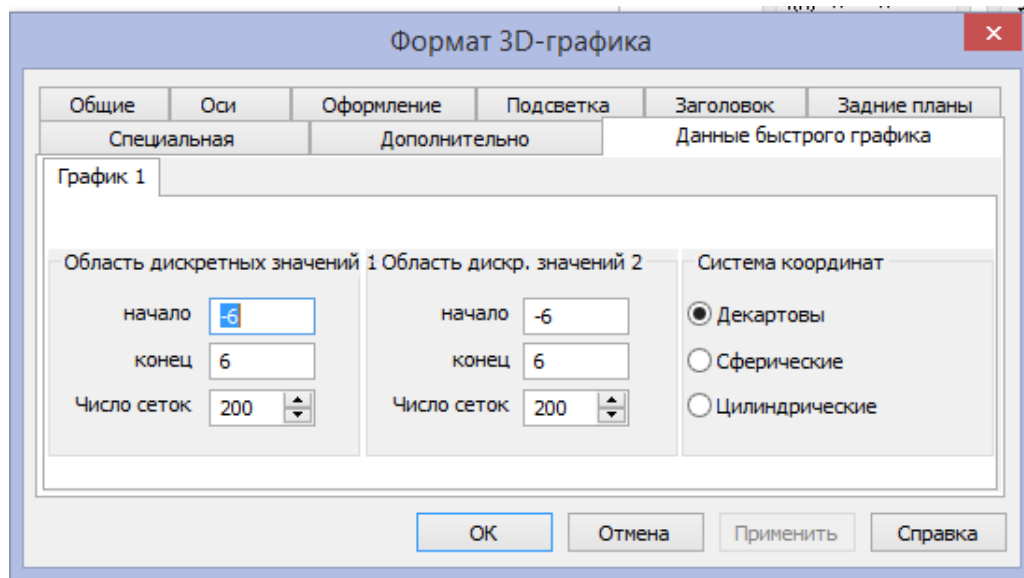 Формат 3D-графика
Общие Оси Оформление Подсветка Заголовок Задние планы
Специальная Дополнительно Данные быстрого графика
График 1
Область дискретных значений 1 Область дискр. значений 2 Система координат
начало -6 начало -6 Декартовы
конец 6 конец 6 Сферические
Число сеток 200 Число сеток 200 Цилиндрические
ОК Отмена Применить Справка